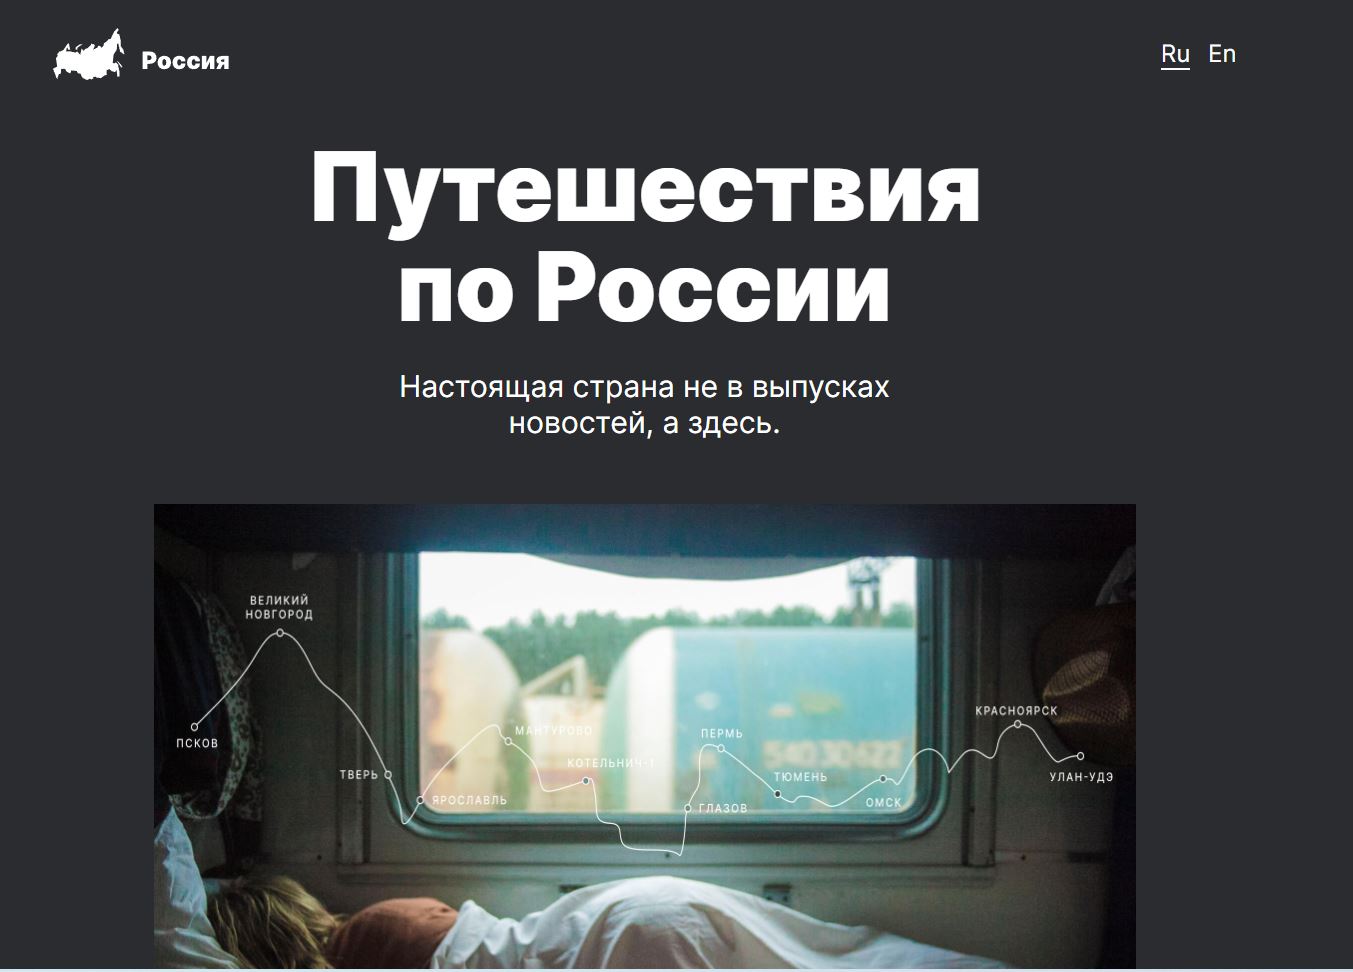 Россия
Ru En
Путешествия
по России
Настоящая страна не в выпусках
новостей, а здесь.
ВЕЛИКИЙ
НОВГОРОД
ПСКОВ
ТВЕРЬ
ЯРОСЛАВЛЬ
МАНТУРОВО
КОТЕЛЬНИЧ-1
ПЕРМЬ
ГЛАЗОВ
ТЮМЕНЬ
ОМСК
КРАСНОЯРСК
УЛАН-УДЭ
54030622